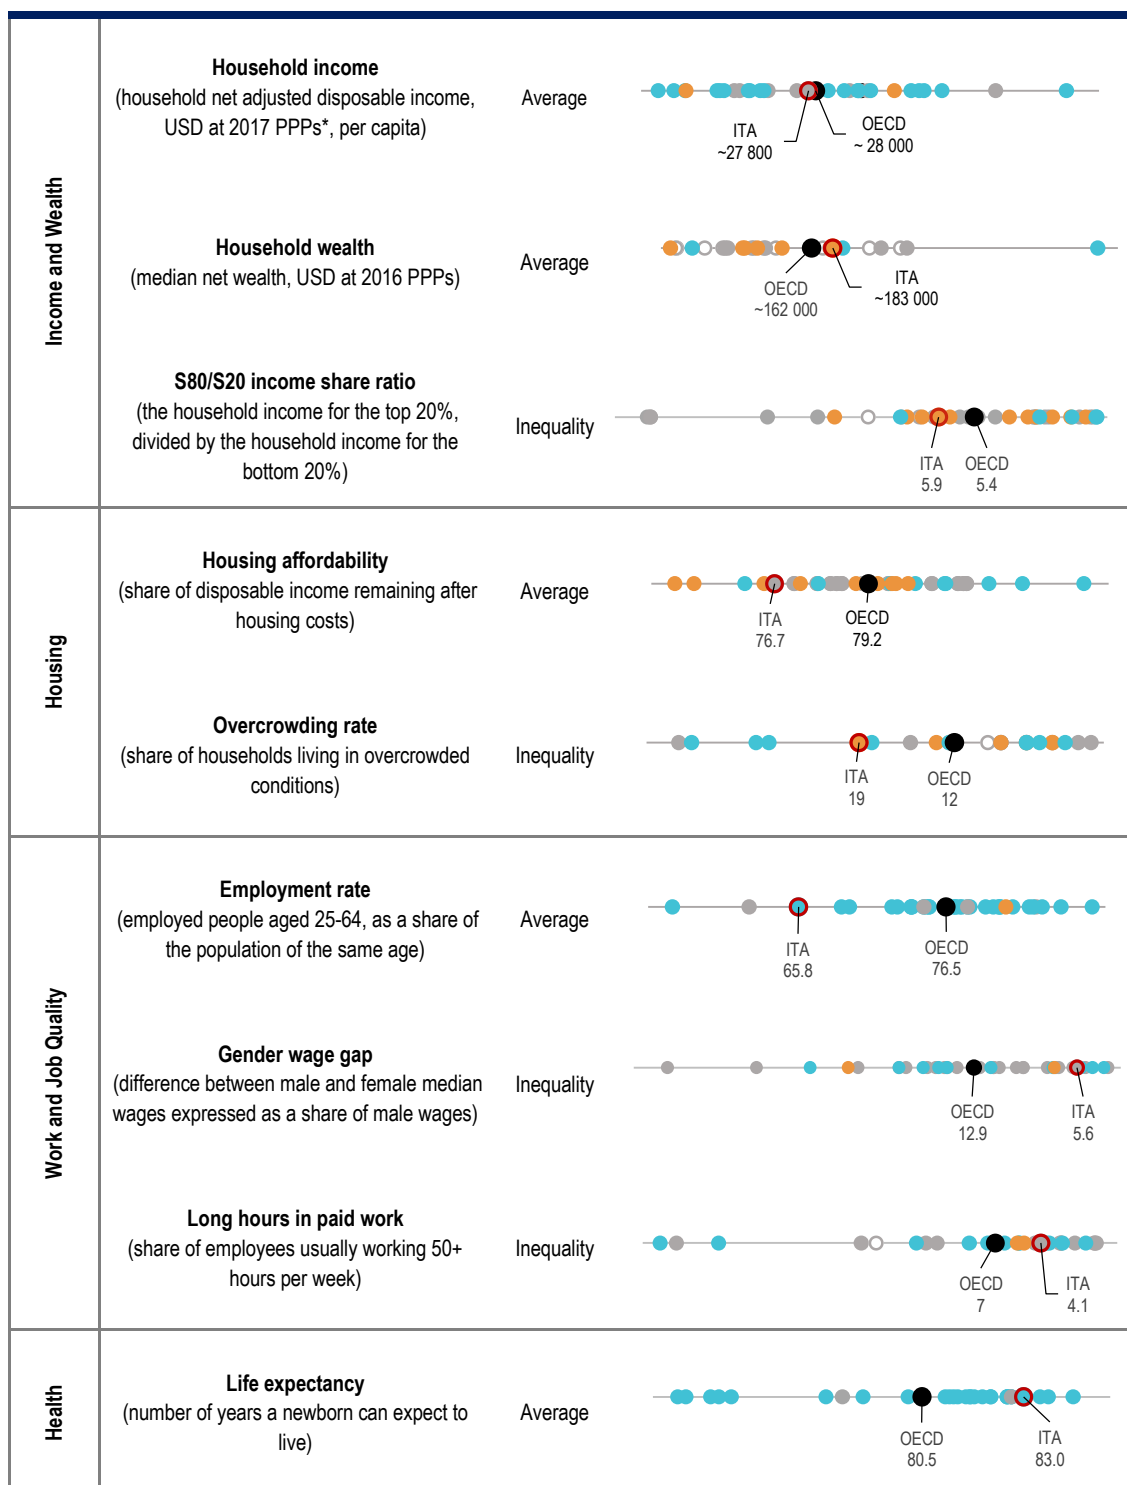 Income and Wealth
Household income
(household net adjusted disposable income,
USD at 2017 PPPs*, per capita)
Average
ITA
~27 800
OECD
~ 28 000
Household wealth
(median net wealth, USD at 2016 PPPs)
Average
OECD
~162 000
ITA
~183 000
S80/S20 income share ratio
(the household income for the top 20%,
divided by the household income for the
bottom 20%)
Inequality
ITA
5.9
OECD
5.4
Housing
Housing affordability
(share of disposable income remaining after
housing costs)
Average
ITA
76.7
OECD
79.2
Overcrowding rate
(share of households living in overcrowded
conditions)
Inequality
ITA
19
OECD
12
Work and Job Quality
Employment rate
(employed people aged 25-64, as a share of
the population of the same age)
Average
ITA
65.8
OECD
76.5
Gender wage gap
(difference between male and female median
wages expressed as a share of male wages)
Inequality
OECD
12.9
ITA
5.6
Long hours in paid work
(share of employees usually working 50+
hours per week)
Inequality
OECD
7
ITA
4.1
Health
Life expectancy
(number of years a newborn can expect to
live)
Average
OECD
80.5
ITA
83.0